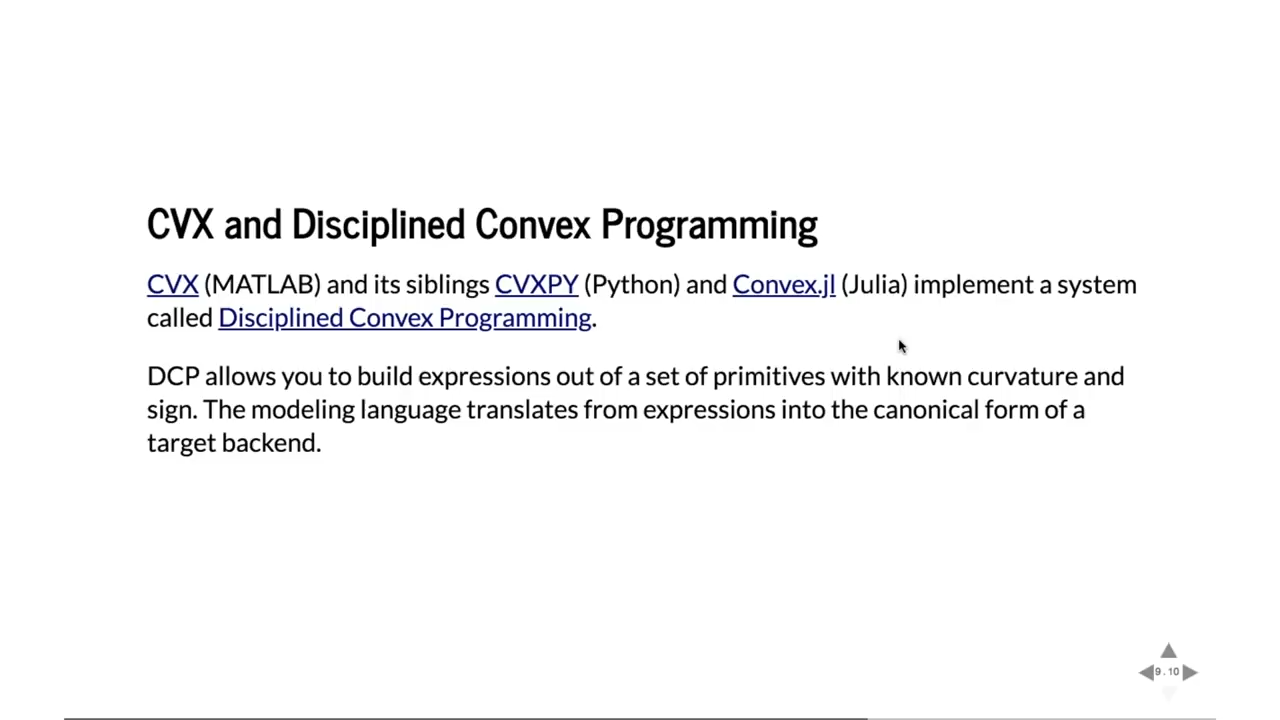 CVX and Disciplined Convex Programming
CVX (MATLAB) and its siblings CVXPY (Python) and Convex.jl (Julia) implement a system
called Disciplined Convex Programming.
DCP allows you to build expressions out of a set of primitives with known curvature and
sign. The modeling language translates from expressions into the canonical form of a
target backend.
9.10